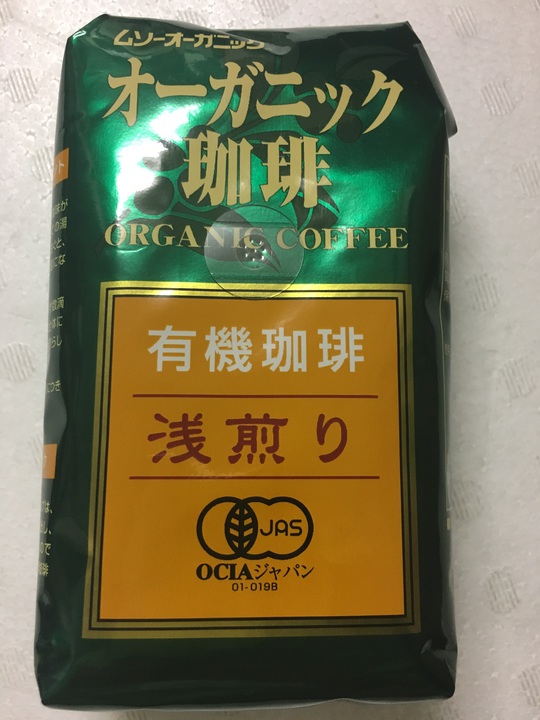 ムソーオーガニック
オーガニック
珈琲
ORGANIC COFFEE
有機珈琲
浅煎り
JAS
OCIAジャパン
01-019B